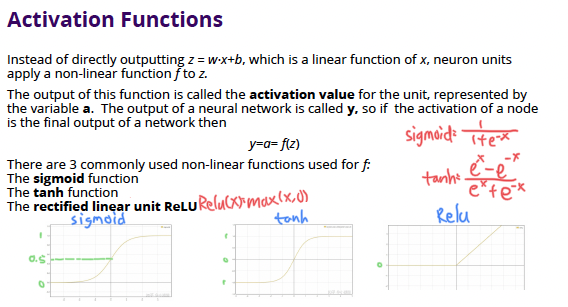 Activation Functions
Instead of directly outputting z = w·x+b, which is a linear function of x, neuron units
apply a non-linear function f to z.
The output of this function is called the activation value for the unit, represented by
the variable a. The output of a neural network is called y, so if the activation of a node
is the final output of a network then
y=a= f(z)
sigmoid: 1/(1+e^-x)
There are 3 commonly used non-linear functions used for f:
The sigmoid function
tanh: (e^x-e^-x)/(e^x+e^-x)
The tanh function
The rectified linear unit ReLU Relu(x)=max(x,0)
sigmoid
tanh
Relu
1
0.5
0
1
0
0